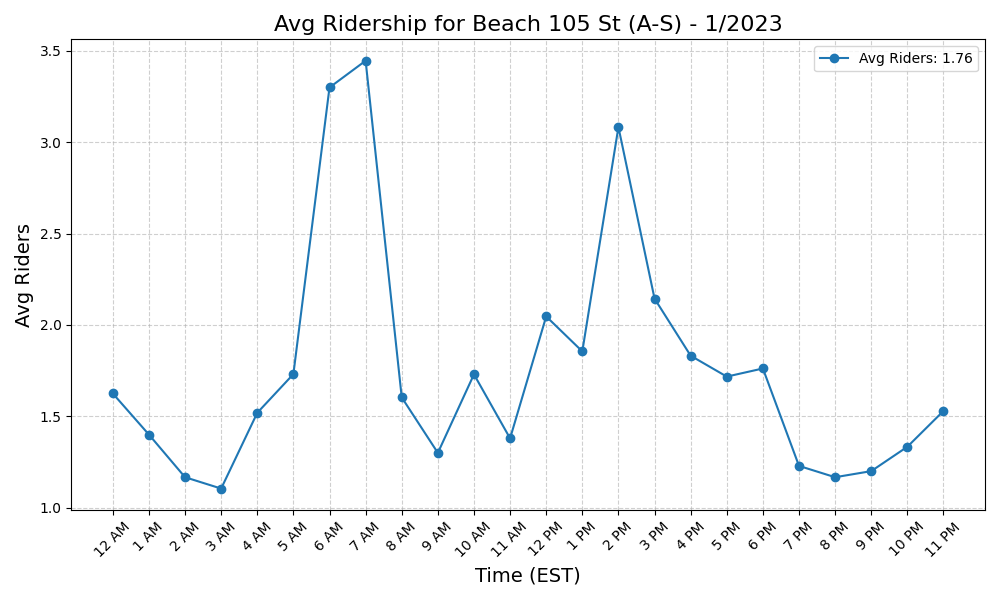 Avg Ridership for Beach 105 St (A-S) - 1/2023
Avg Riders: 1.76
3.5
3.0
2.5
2.0
1.5
1.0
Avg Riders
12 AM
1 AM
2 AM
3 AM
4 AM
5 AM
6 AM
7 AM
8 AM
9 AM
10 AM
11 AM
12 PM
1 PM
2 PM
3 PM
4 PM
5 PM
6 PM
7 PM
8 PM
9 PM
10 PM
11 PM
Time (EST)